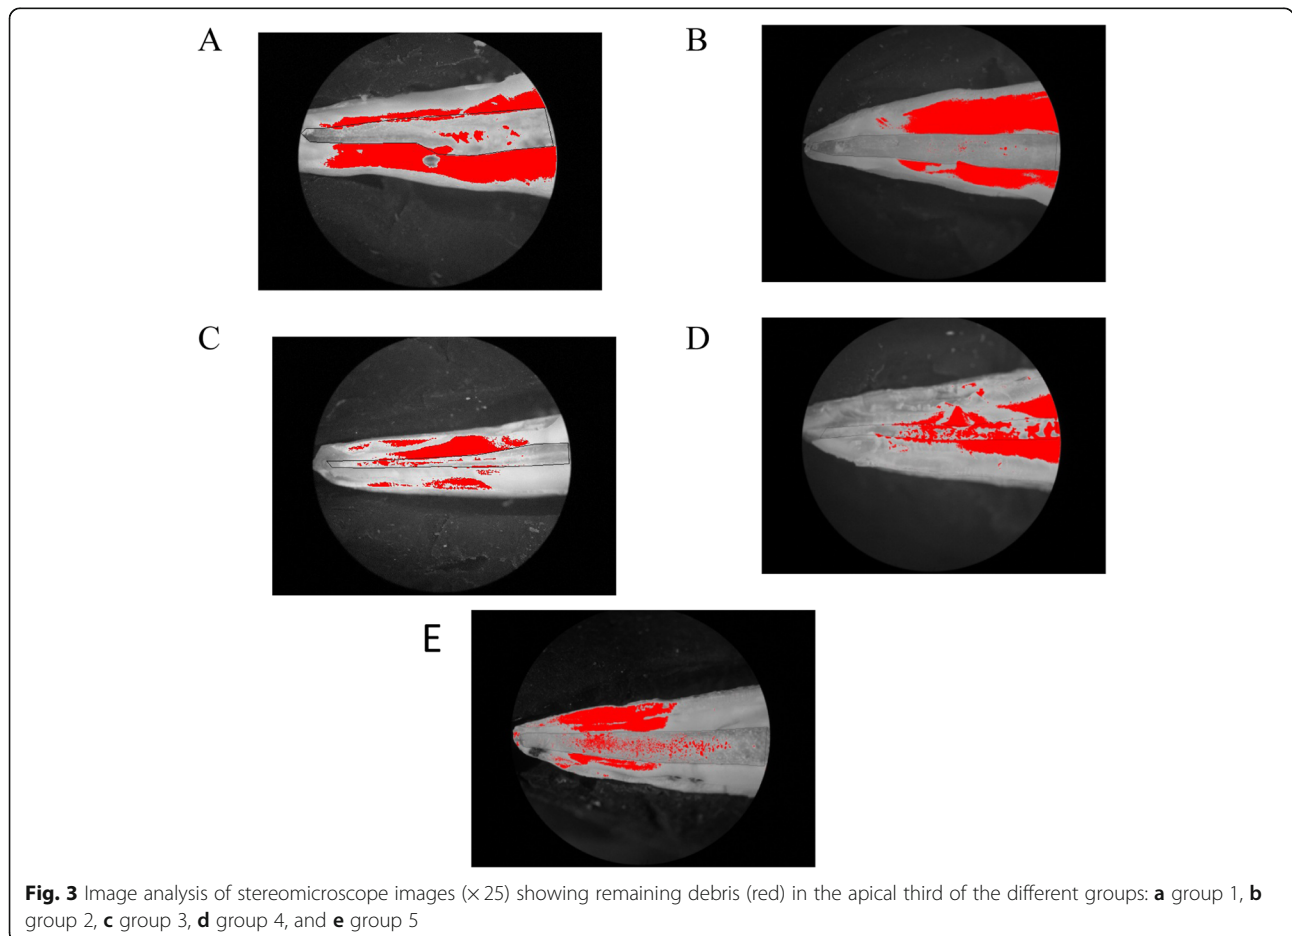 A
B
C
D
E
Fig. 3 Image analysis of stereomicroscope images (× 25) showing remaining debris (red) in the apical third of the different groups: a group 1, b
group 2, c group 3, d group 4, and e group 5